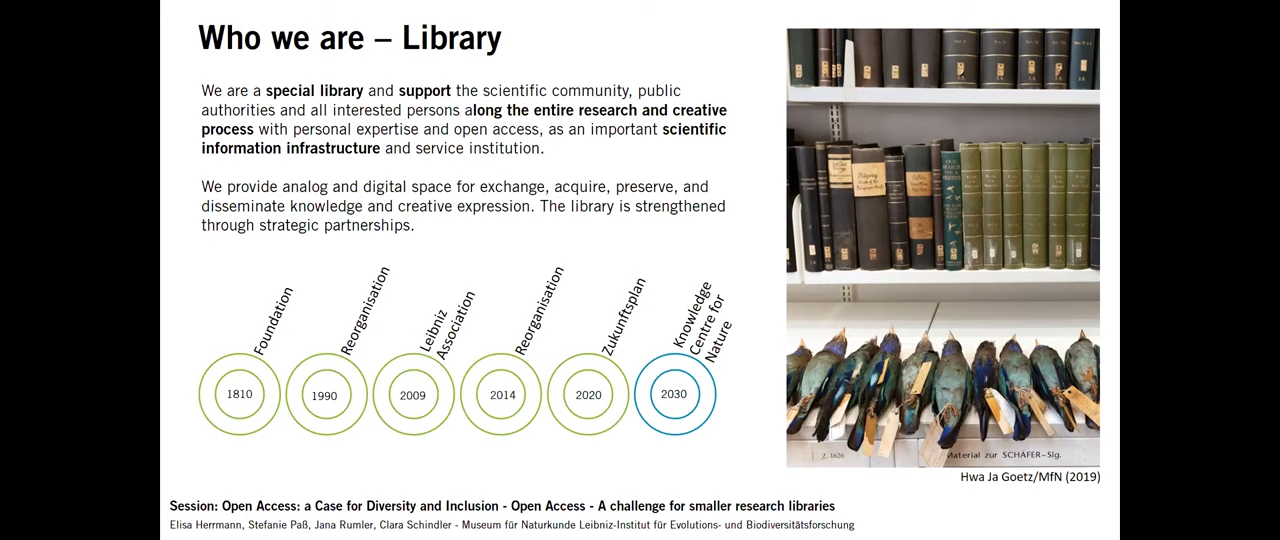 Who we are – Library
We are a special library and support the scientific community, public
authorities and all interested persons along the entire research and creative
process with personal expertise and open access, as an important scientific
information infrastructure and service institution.
We provide analog and digital space for exchange, acquire, preserve, and
disseminate knowledge and creative expression. The library is strengthened
through strategic partnerships.
Foundation
Reorganisation
Leibniz
Association
Reorganisation
Zukunftsplan
Knowledge
Centre for
Nature
1810
1990
2009
2014
2020
2030
Material zur SCHÄFER-Slg.
Hwa Ja Goetz/MfN (2019)
Session: Open Access: a Case for Diversity and Inclusion - Open Access - A challenge for smaller research libraries
Elisa Herrmann, Stefanie Paß, Jana Rumler, Clara Schindler - Museum für Naturkunde Leibniz-Institut für Evolutions- und Biodiversitätsforschung